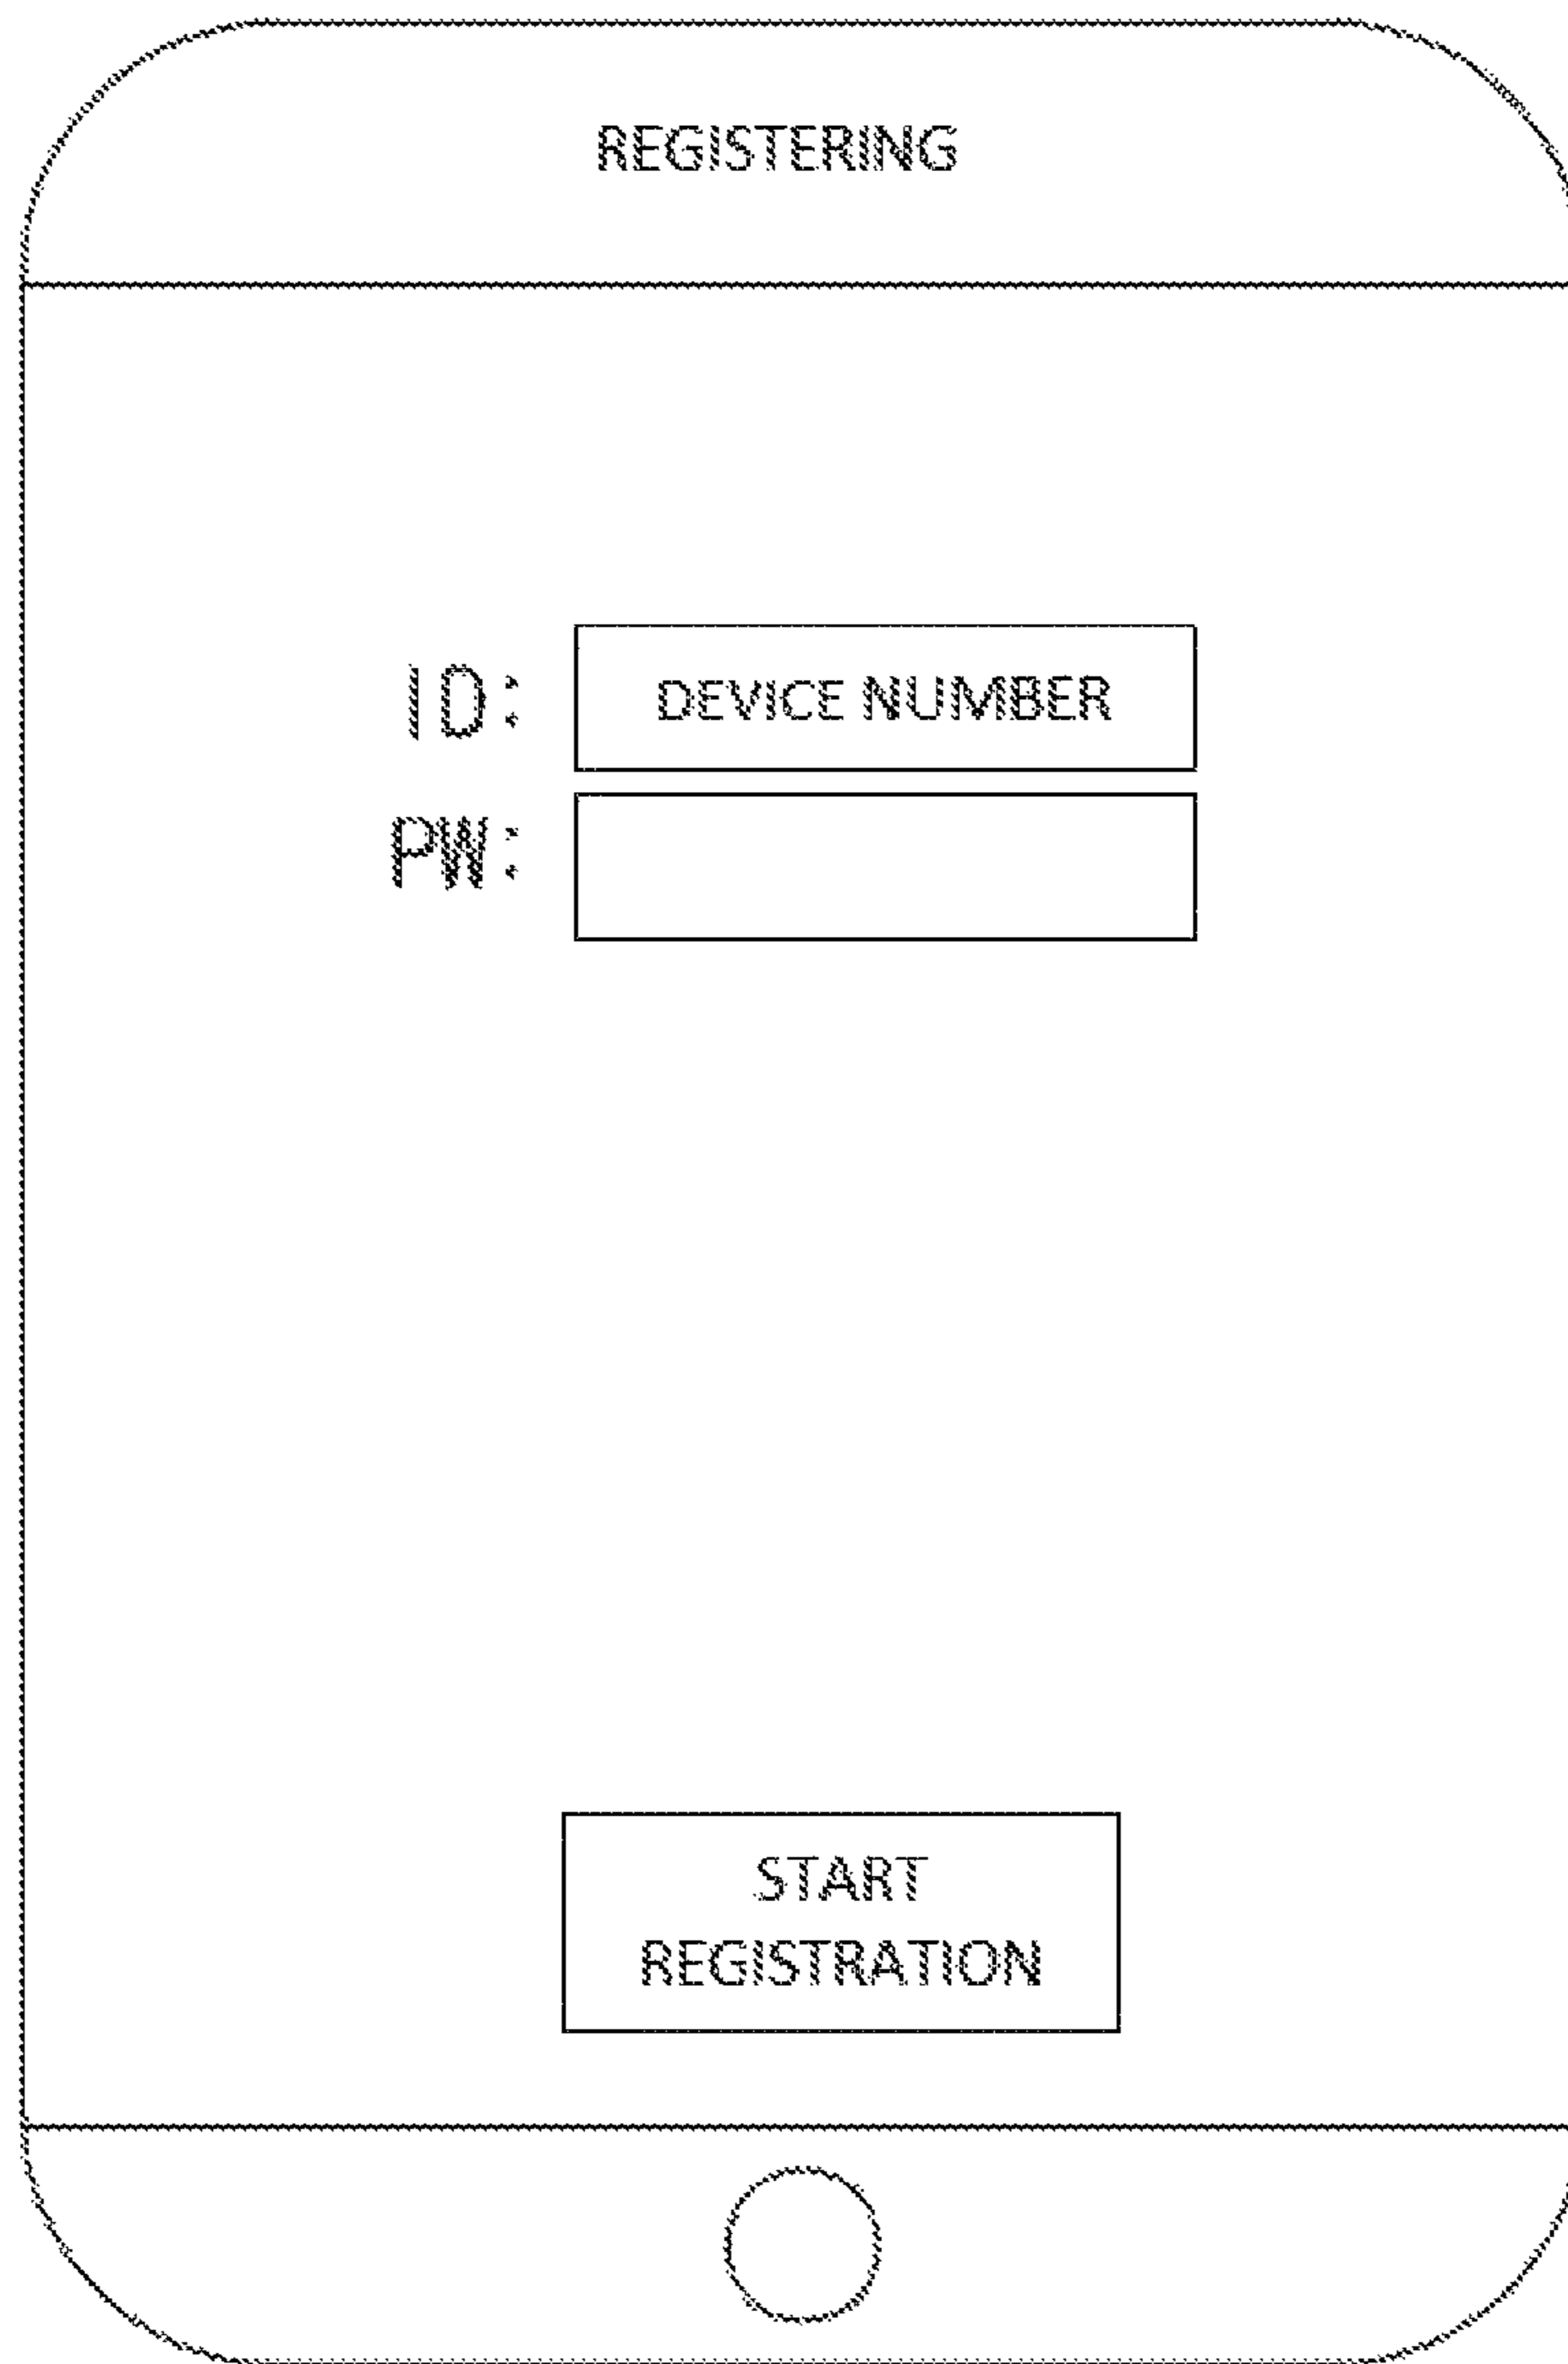 REGISTERING
ID: DEVICE NUMBER
PW:
START
REGISTRATION